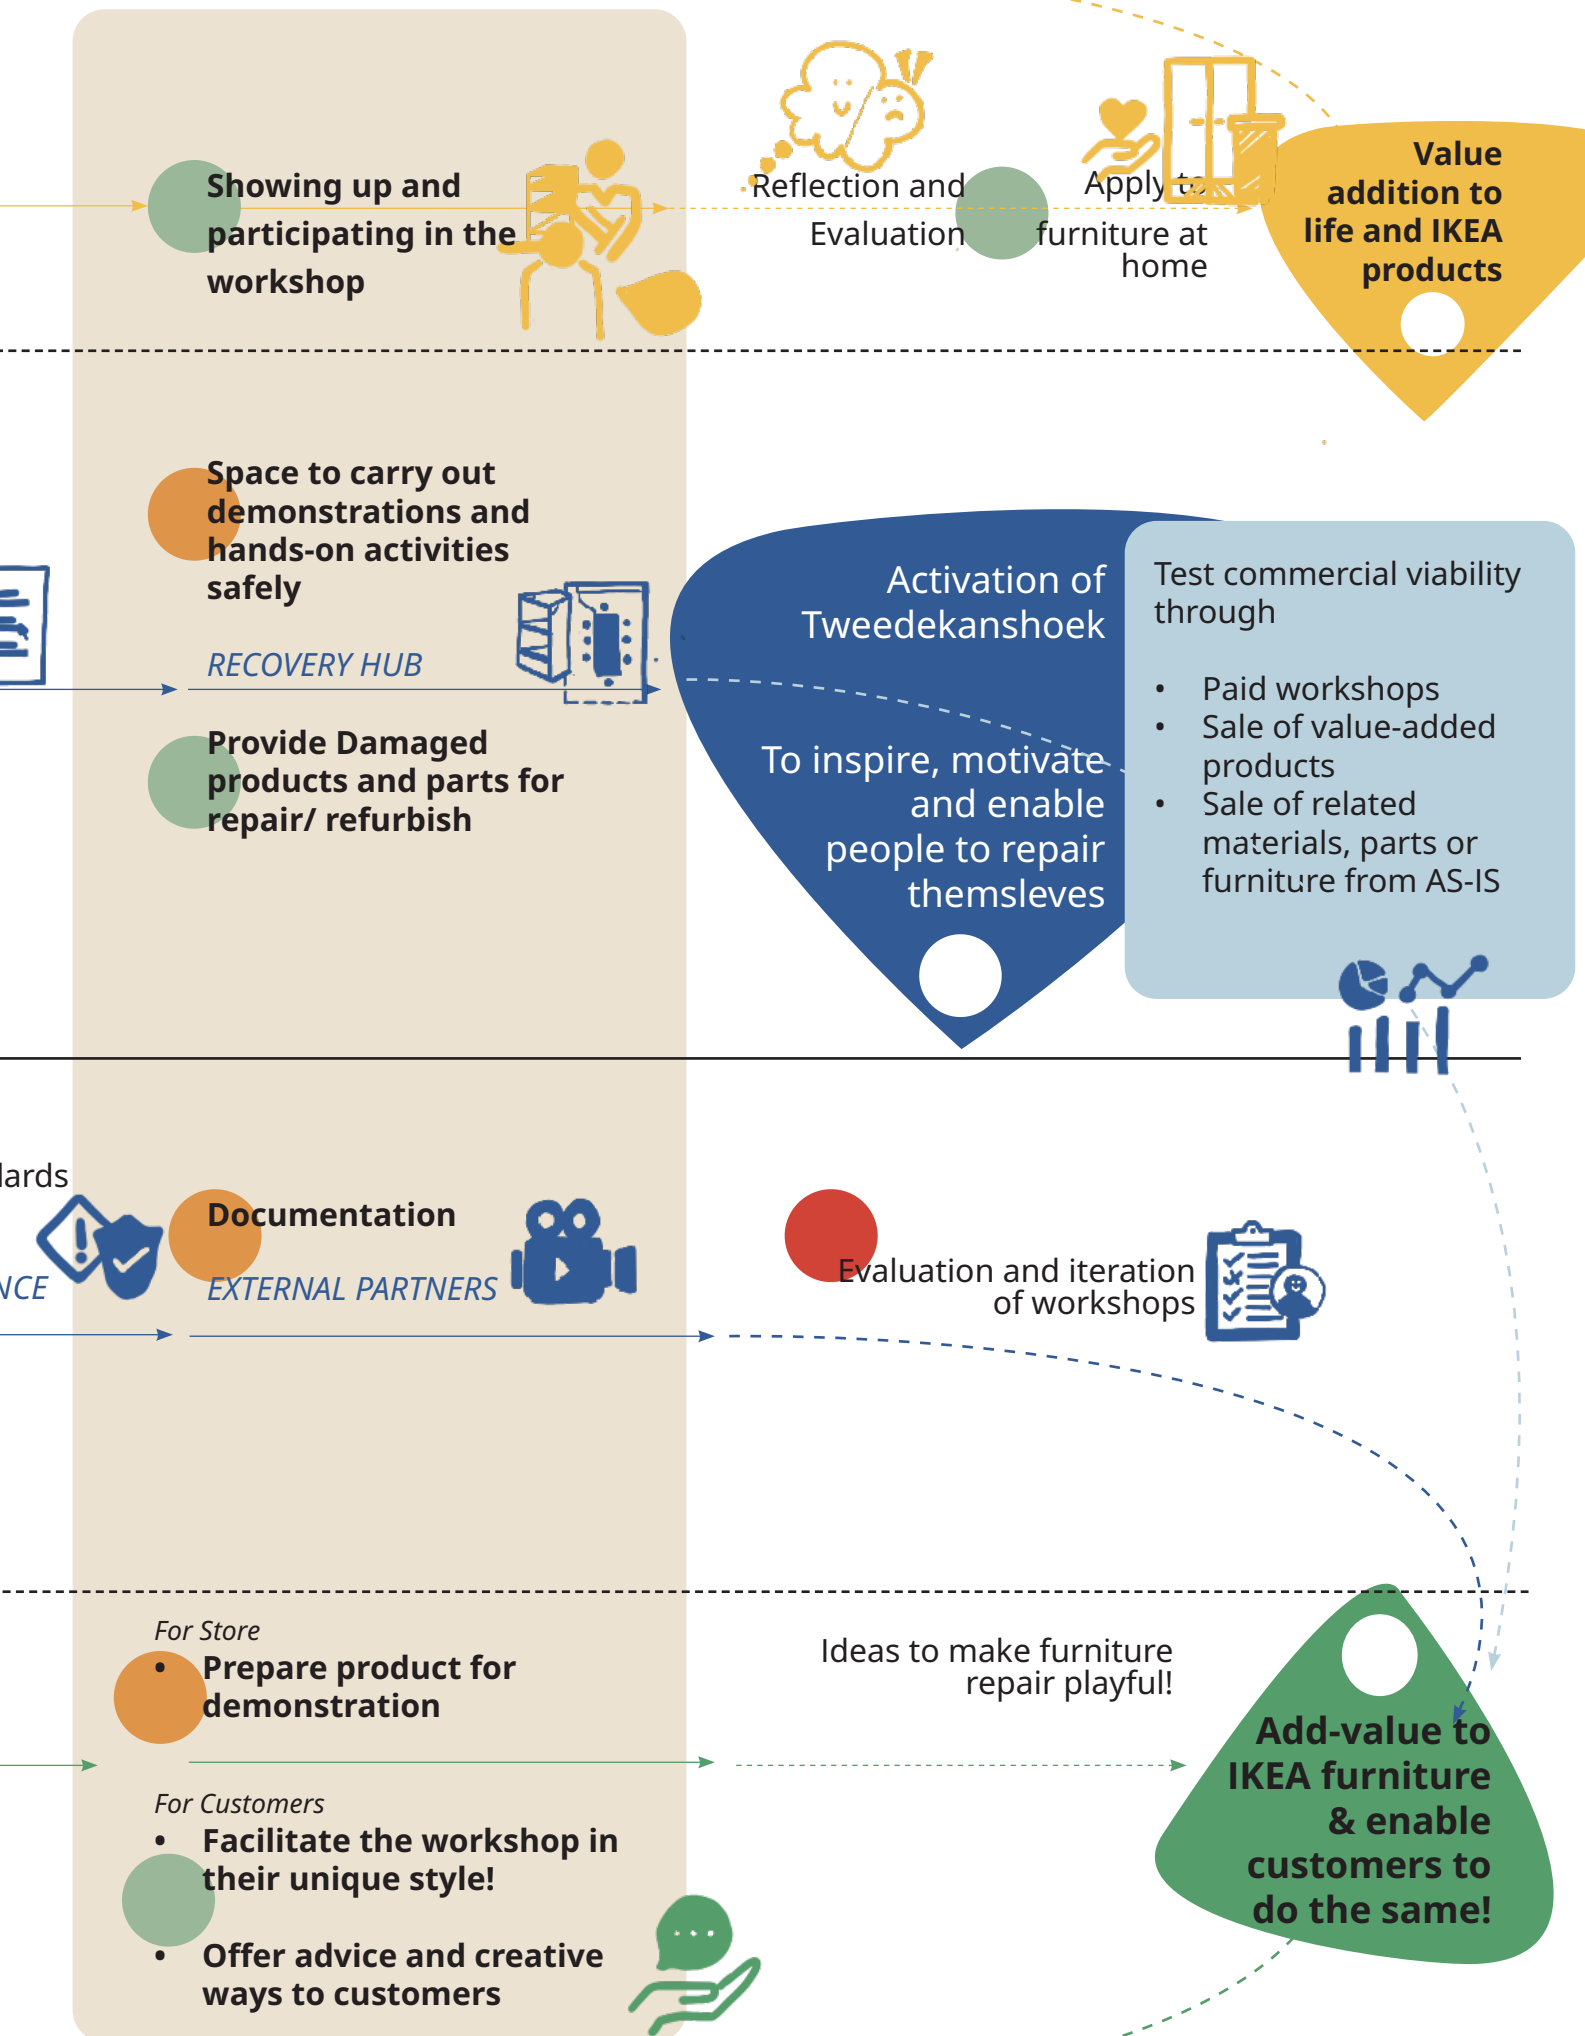 Showing up and
participating in the
workshop
Reflection and
Evaluation
Apply to
furniture at
home
Value
addition to
life and IKEA
products
Space to carry out
demonstrations and
hands-on activities
safely
RECOVERY HUB
Provide Damaged
products and parts for
repair/ refurbish
Activation of
Tweedekanshoek
To inspire, motivate
and enable
people to repair
themsleves
Test commercial viability
through
• Paid workshops
• Sale of value-added
products
• Sale of related
materials, parts or
furniture from AS-IS
lards
NCE
Documentation
EXTERNAL PARTNERS
Evaluation and iteration
of workshops
For Store
• Prepare product for
demonstration
For Customers
• Facilitate the workshop in
their unique style!
• Offer advice and creative
ways to customers
Ideas to make furniture
repair playful!
Add-value to
IKEA furniture
& enable
customers to
do the same!